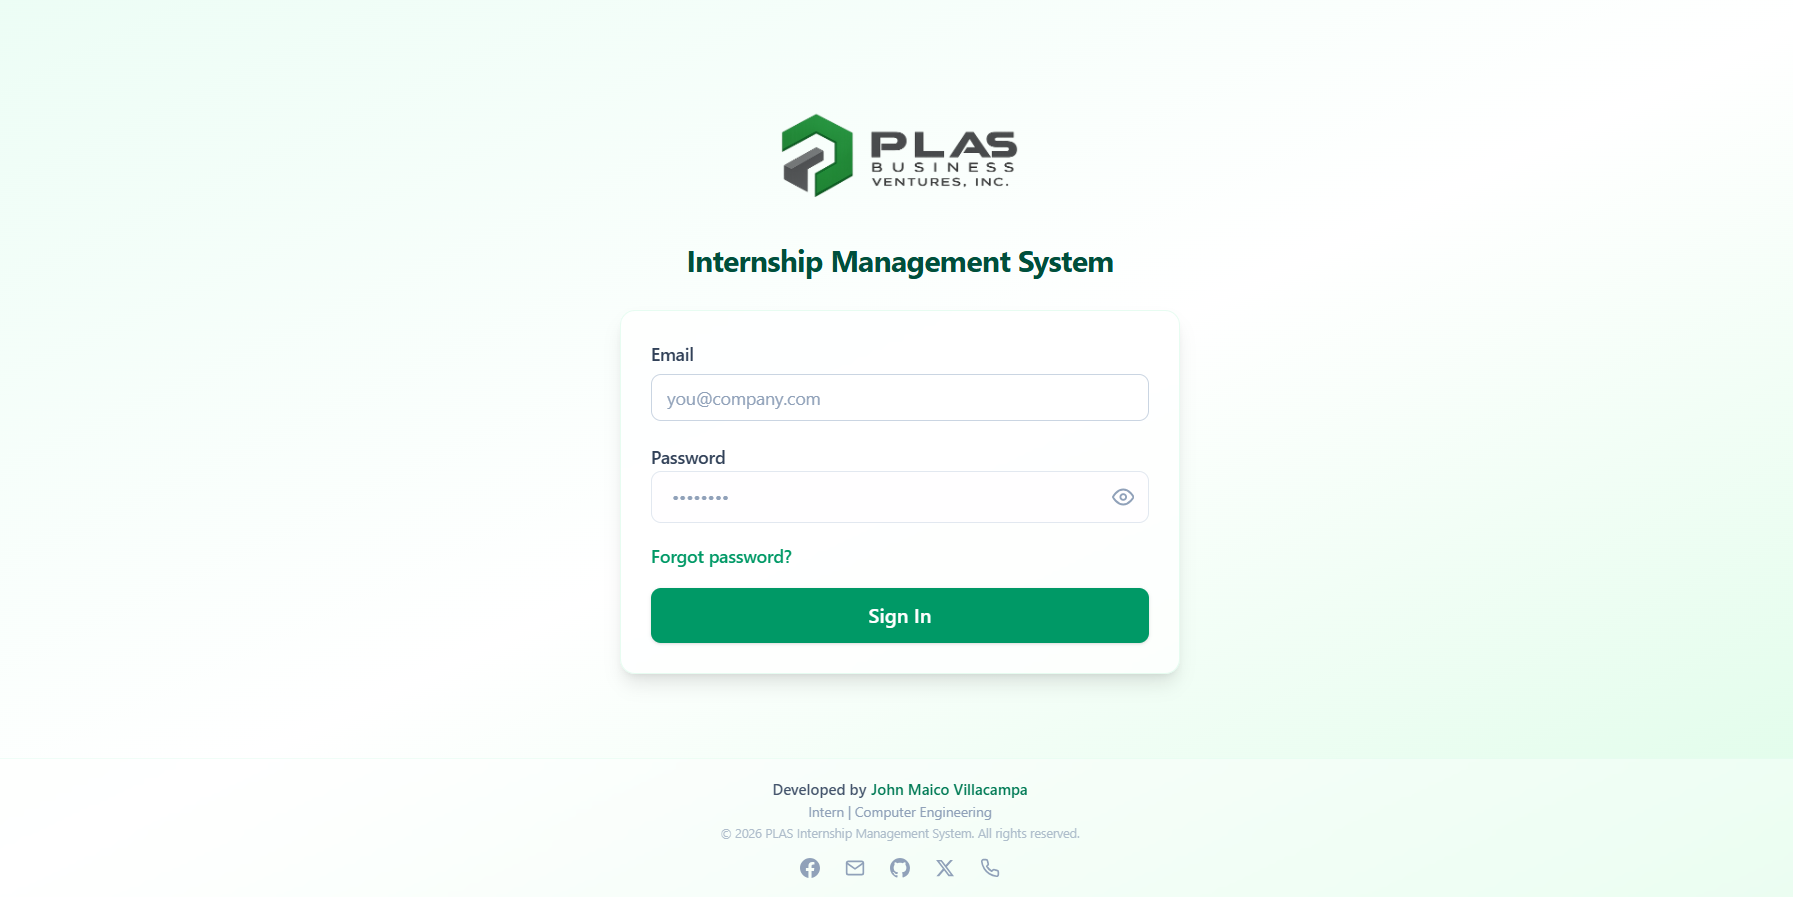 PLAS
BUSINESS
VENTURES, INC.
Internship Management System
Email
you@company.com
Password
••••••••
Forgot password?
Sign In
Developed by John Maico Villacampa
Intern | Computer Engineering
© 2026 PLAS Internship Management System. All rights reserved.